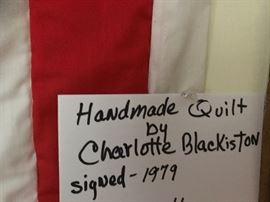 Handmade Quilt
by
Charlotte Blackiston
signed - 1979